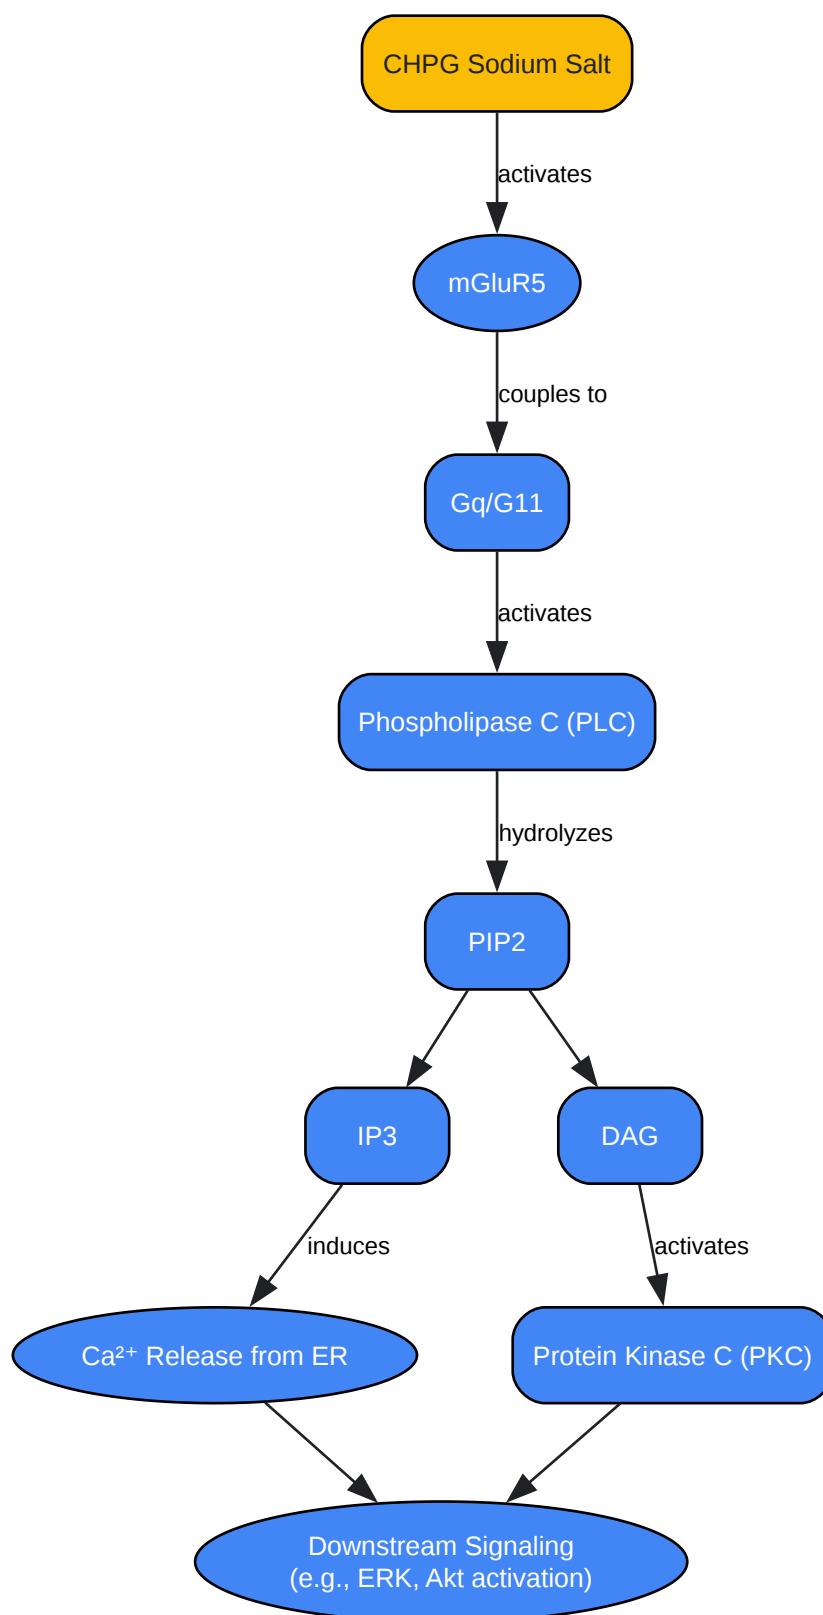 CHPG Sodium Salt
activates
mGluR5
couples to
Gq/G11
activates
Phospholipase C (PLC)
hydrolyzes
PIP2
IP3
DAG
induces
activates
Ca²⁺ Release from ER
Protein Kinase C (PKC)
Downstream Signaling
(e.g., ERK, Akt activation)